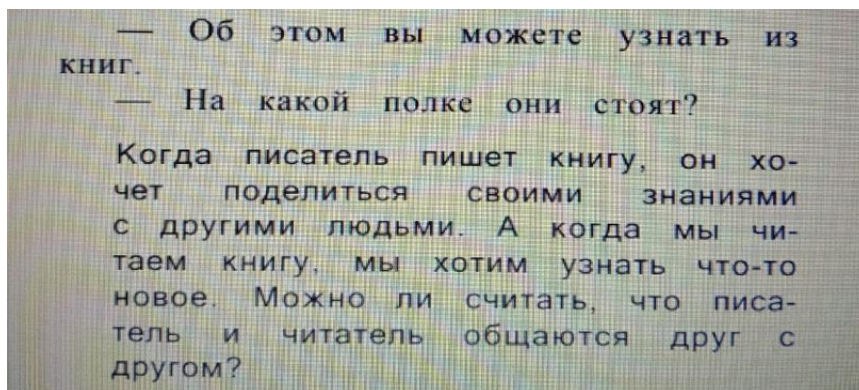 — Об этом вы можете узнать из
книг.
— На какой полке они стоят?
Когда писатель пишет книгу, он хо-
чет поделиться своими знаниями
с другими людьми. А когда мы чи-
таем книгу, мы хотим узнать что-то
новое. Можно ли считать, что писа-
тель и читатель общаются друг с
другом?